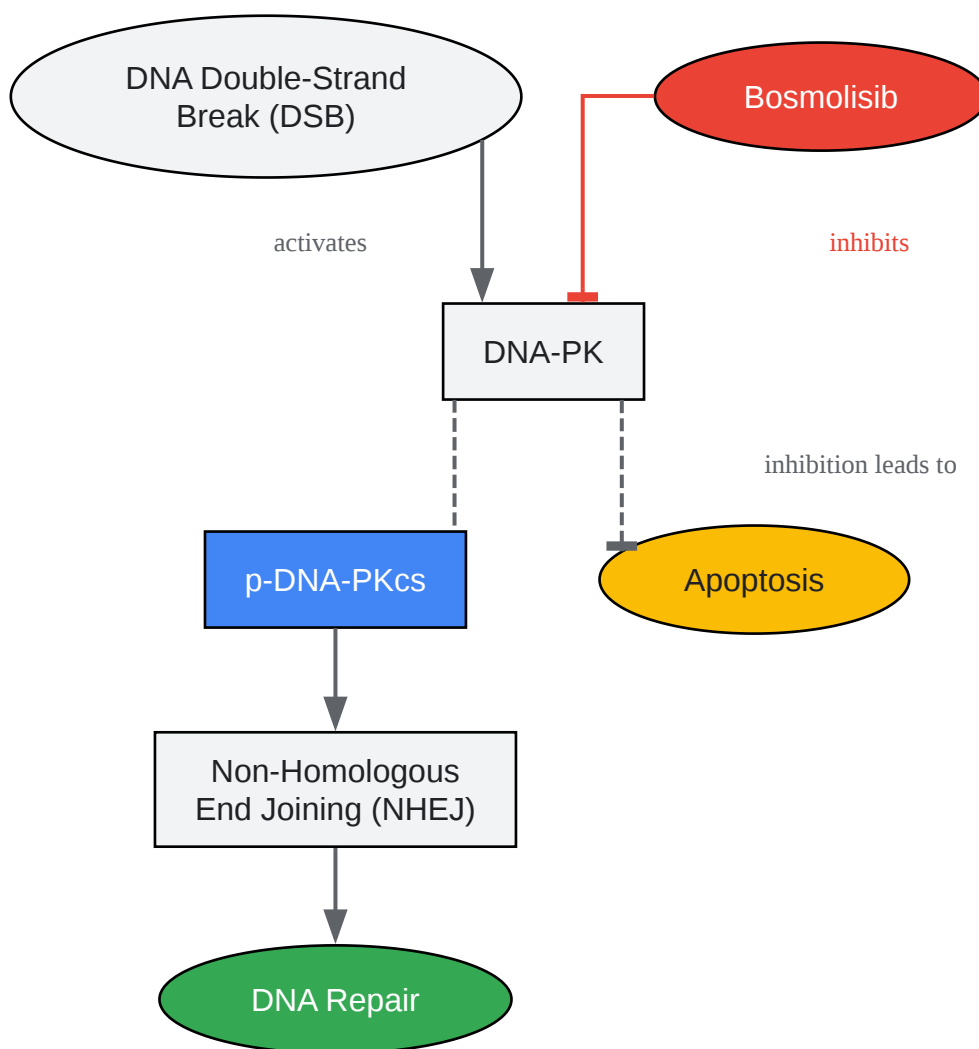 DNA Double-Strand
Break (DSB)
Bosmolisib
activates
inhibits
DNA-PK
inhibition leads to
p-DNA-PKcs
Apoptosis
Non-Homologous
End Joining (NHEJ)
DNA Repair